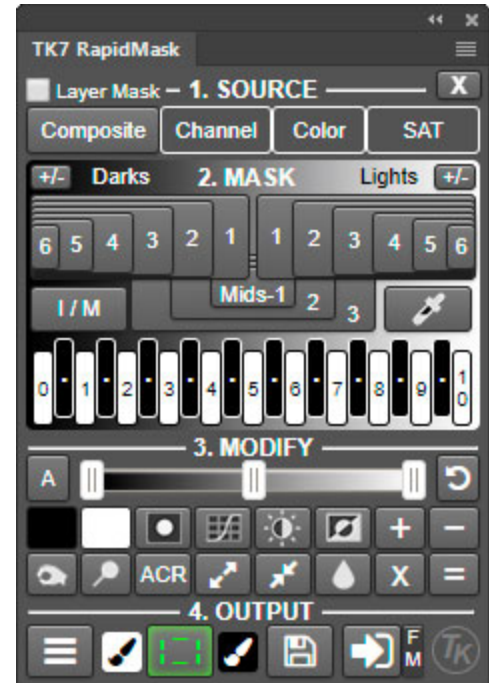 TK7 RapidMask
Layer Mask 1. SOURCE X
Composite Channel Color SAT
+/- Darks 2. MASK Lights +/-
6 5 4 3 2 1 1 2 3 4 5 6
Mids-1 2 3
I / M
0 1 2 3 4 5 6 7 8 9 10
3. MODIFY
A
+ −
ACR X =
4. OUTPUT
F
M
TK